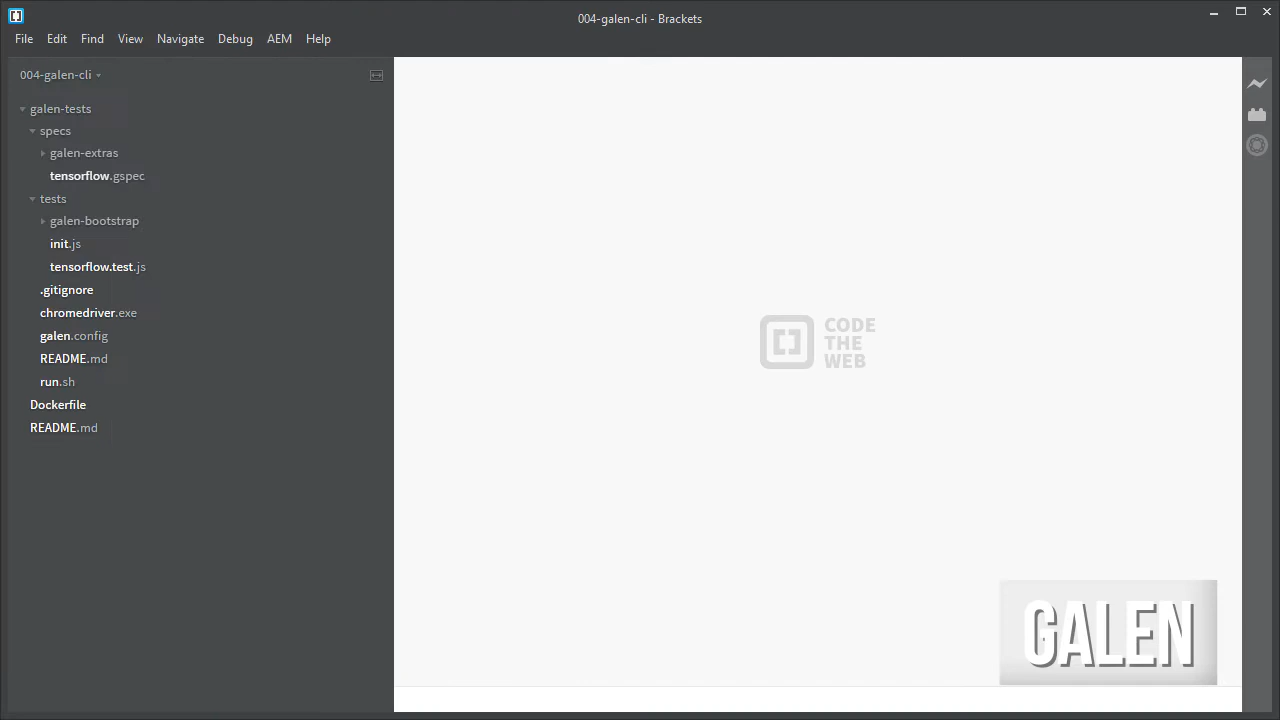 004-galen-cli - Brackets
File Edit Find View Navigate Debug AEM Help
004-galen-cli
galen-tests
specs
galen-extras
tensorflow.gspec
tests
galen-bootstrap
init.js
tensorflow.test.js
.gitignore
chromedriver.exe
galen.config
README.md
run.sh
Dockerfile
README.md
CODE
THE
WEB
GALEN